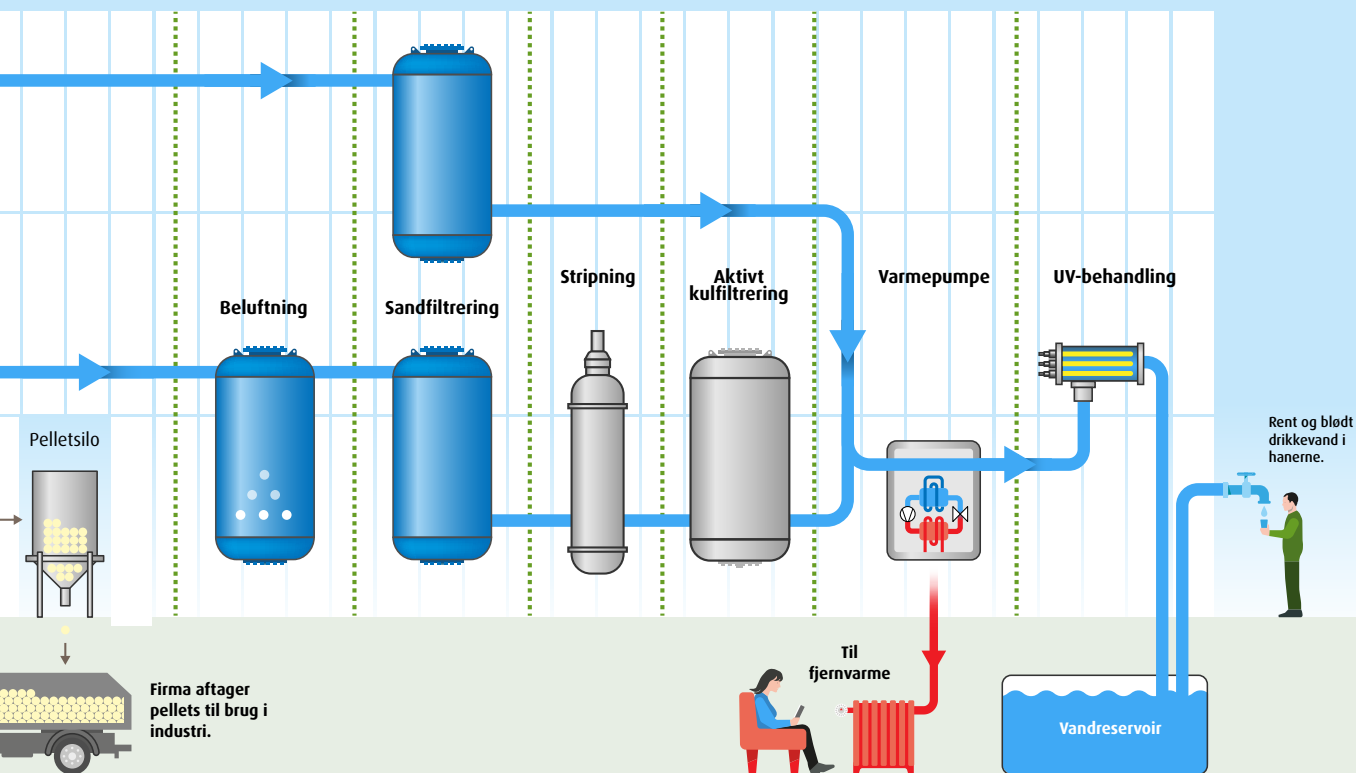 Beluftning
Sandfiltrering
Stripning
Aktivt
kulfiltrering
Varmepumpe
UV-behandling
Pelletsilo
Rent og blødt
drikkevand i
hanerne.
Firma aftager
pellets til brug i
industri.
Til
fjernvarme
Vandreservoir